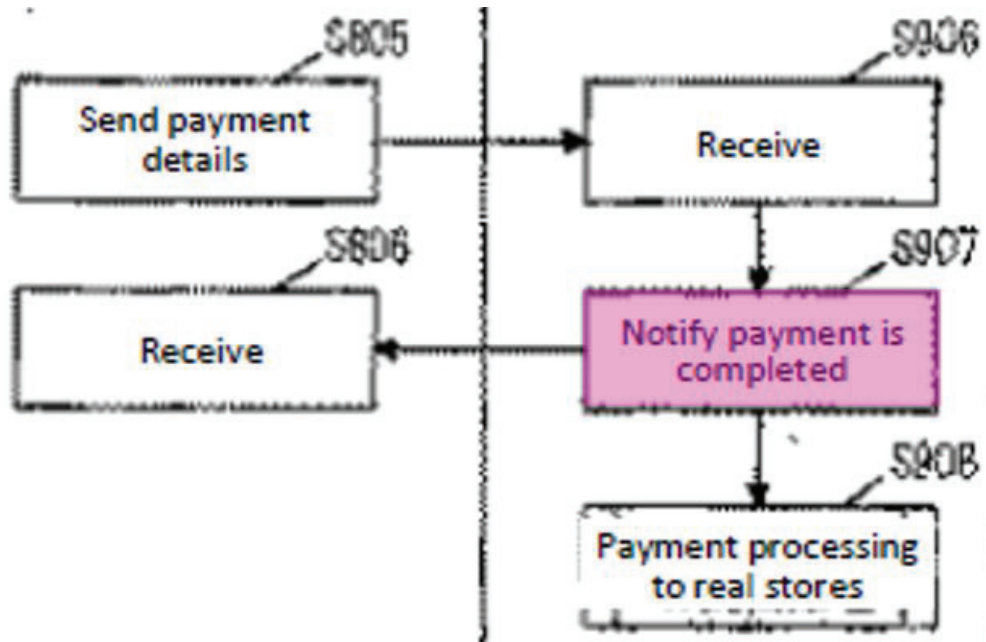 S805
Send payment
details
S906
Receive
S806
Receive
S907
Notify payment is
completed
S908
Payment processing
to real stores